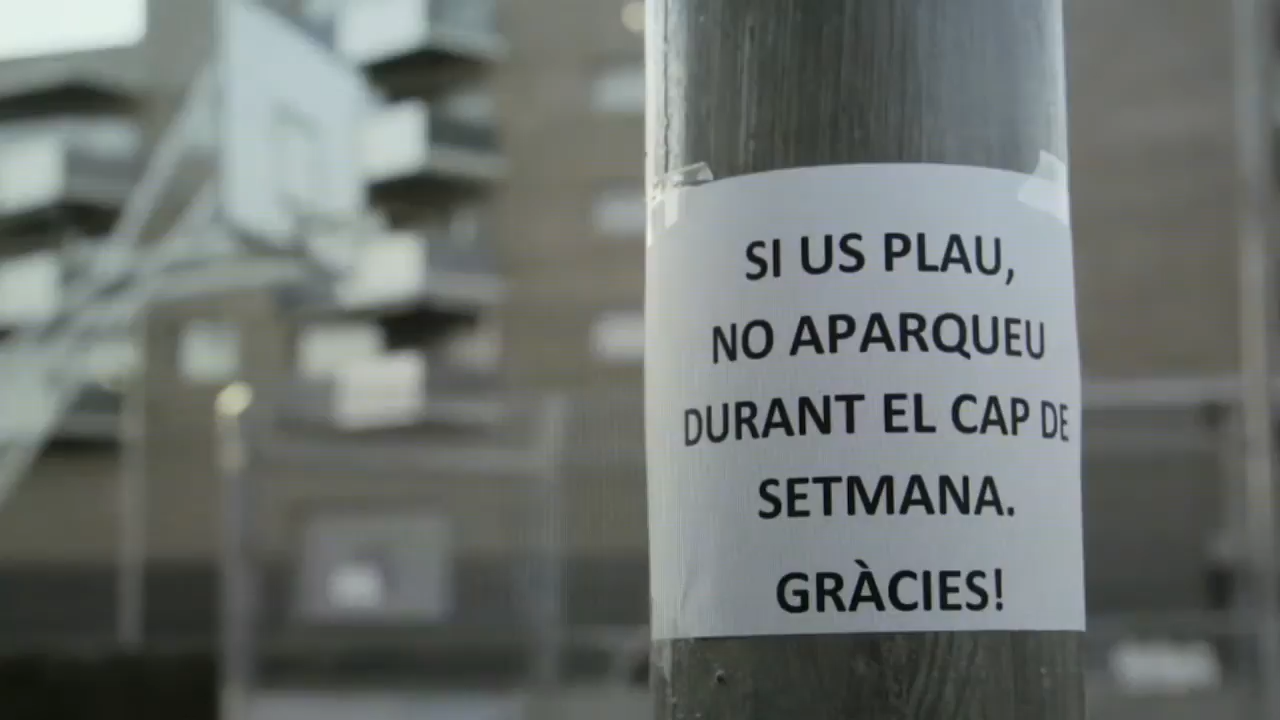 SI US PLAU,
NO APARQUEU
DURANT EL CAP DE
SETMANA.
GRÀCIES!